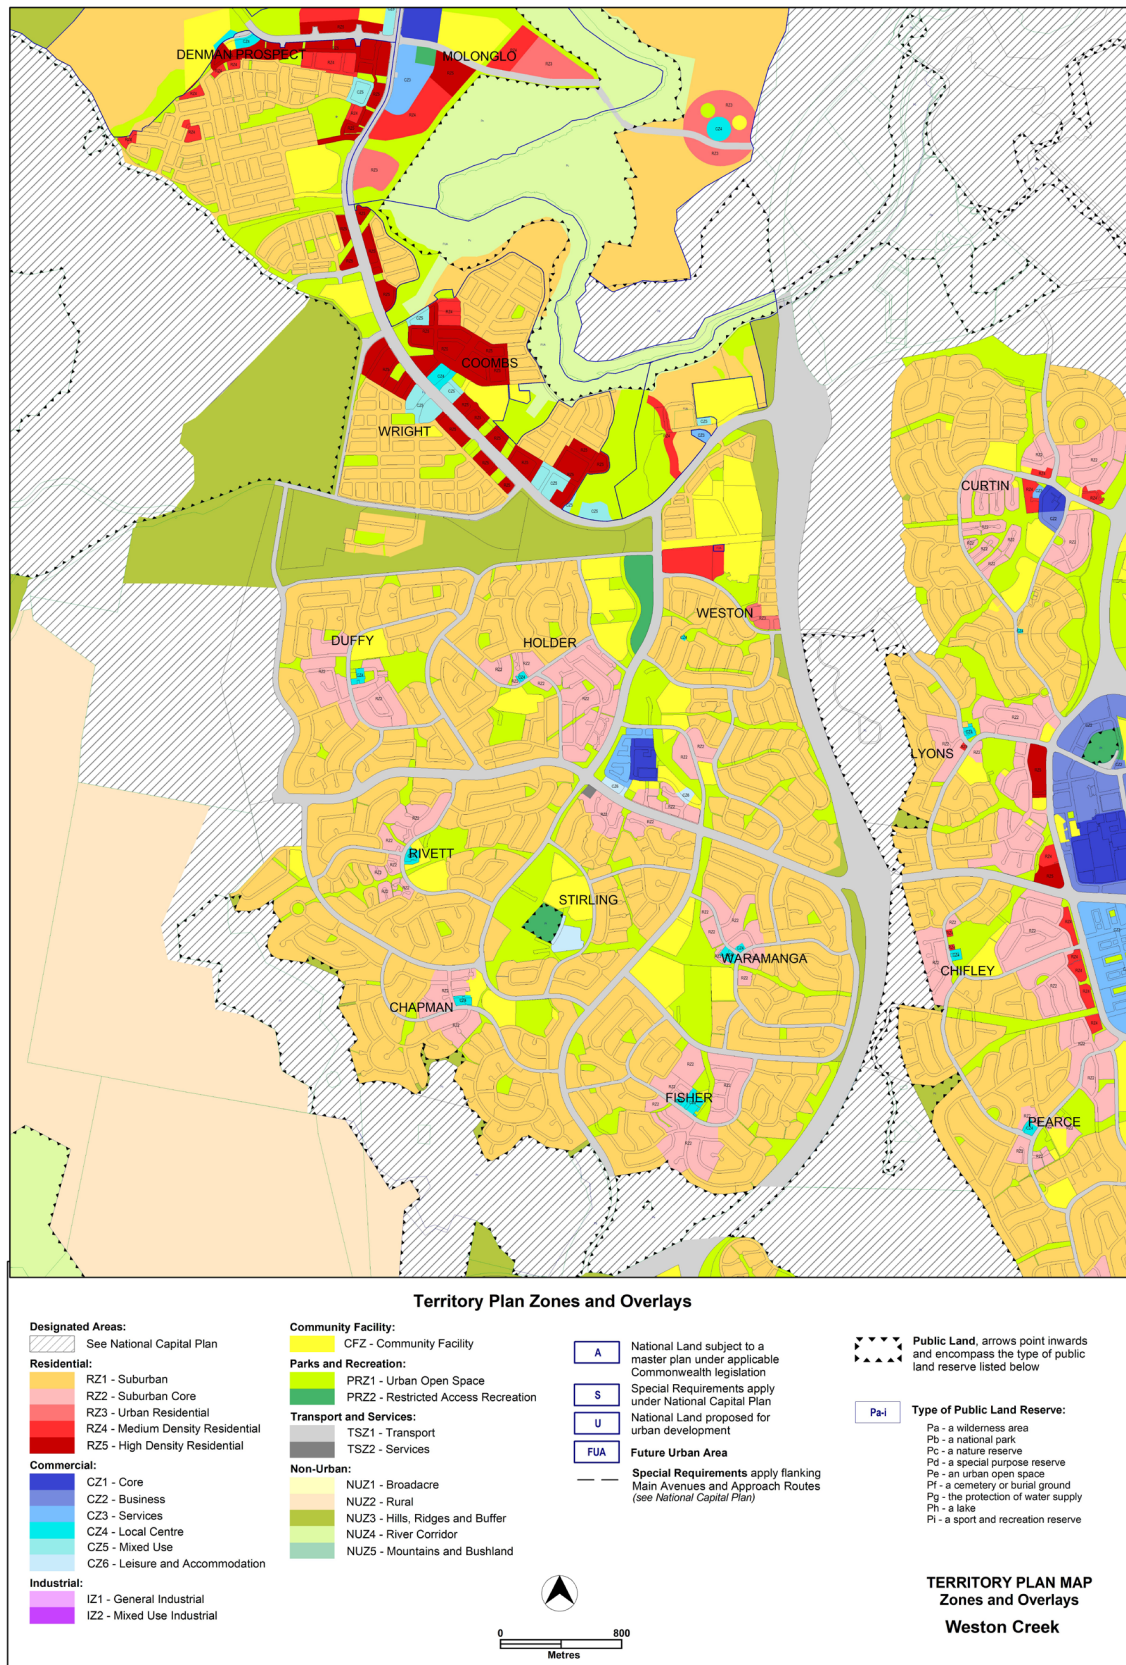 DENMAN PROSPECT
MOLONGLO
COOMBS
WRIGHT
CURTIN
WESTON
DUFFY
HOLDER
LYONS
RIVETT
STIRLING
WARAMANGA
CHIFLEY
CHAPMAN
FISHER
PEARCE
Territory Plan Zones and Overlays
Designated Areas:
See National Capital Plan
Residential:
RZ1 - Suburban
RZ2 - Suburban Core
RZ3 - Urban Residential
RZ4 - Medium Density Residential
RZ5 - High Density Residential
Commercial:
CZ1 - Core
CZ2 - Business
CZ3 - Services
CZ4 - Local Centre
CZ5 - Mixed Use
CZ6 - Leisure and Accommodation
Industrial:
IZ1 - General Industrial
IZ2 - Mixed Use Industrial
Community Facility:
CFZ - Community Facility
Parks and Recreation:
PRZ1 - Urban Open Space
PRZ2 - Restricted Access Recreation
Transport and Services:
TSZ1 - Transport
TSZ2 - Services
Non-Urban:
NUZ1 - Broadacre
NUZ2 - Rural
NUZ3 - Hills, Ridges and Buffer
NUZ4 - River Corridor
NUZ5 - Mountains and Bushland
A
National Land subject to a
master plan under applicable
Commonwealth legislation
S
Special Requirements apply
under National Capital Plan
U
National Land proposed for
urban development
FUA
Future Urban Area
Special Requirements apply flanking
Main Avenues and Approach Routes
(see National Capital Plan)
Public Land, arrows point inwards
and encompass the type of public
land reserve listed below
Pa-i
Type of Public Land Reserve:
Pa - a wilderness area
Pb - a national park
Pc - a nature reserve
Pd - a special purpose reserve
Pe - an urban open space
Pf - a cemetery or burial ground
Pg - the protection of water supply
Ph - a lake
Pi - a sport and recreation reserve
0 800
Metres
TERRITORY PLAN MAP
Zones and Overlays
Weston Creek